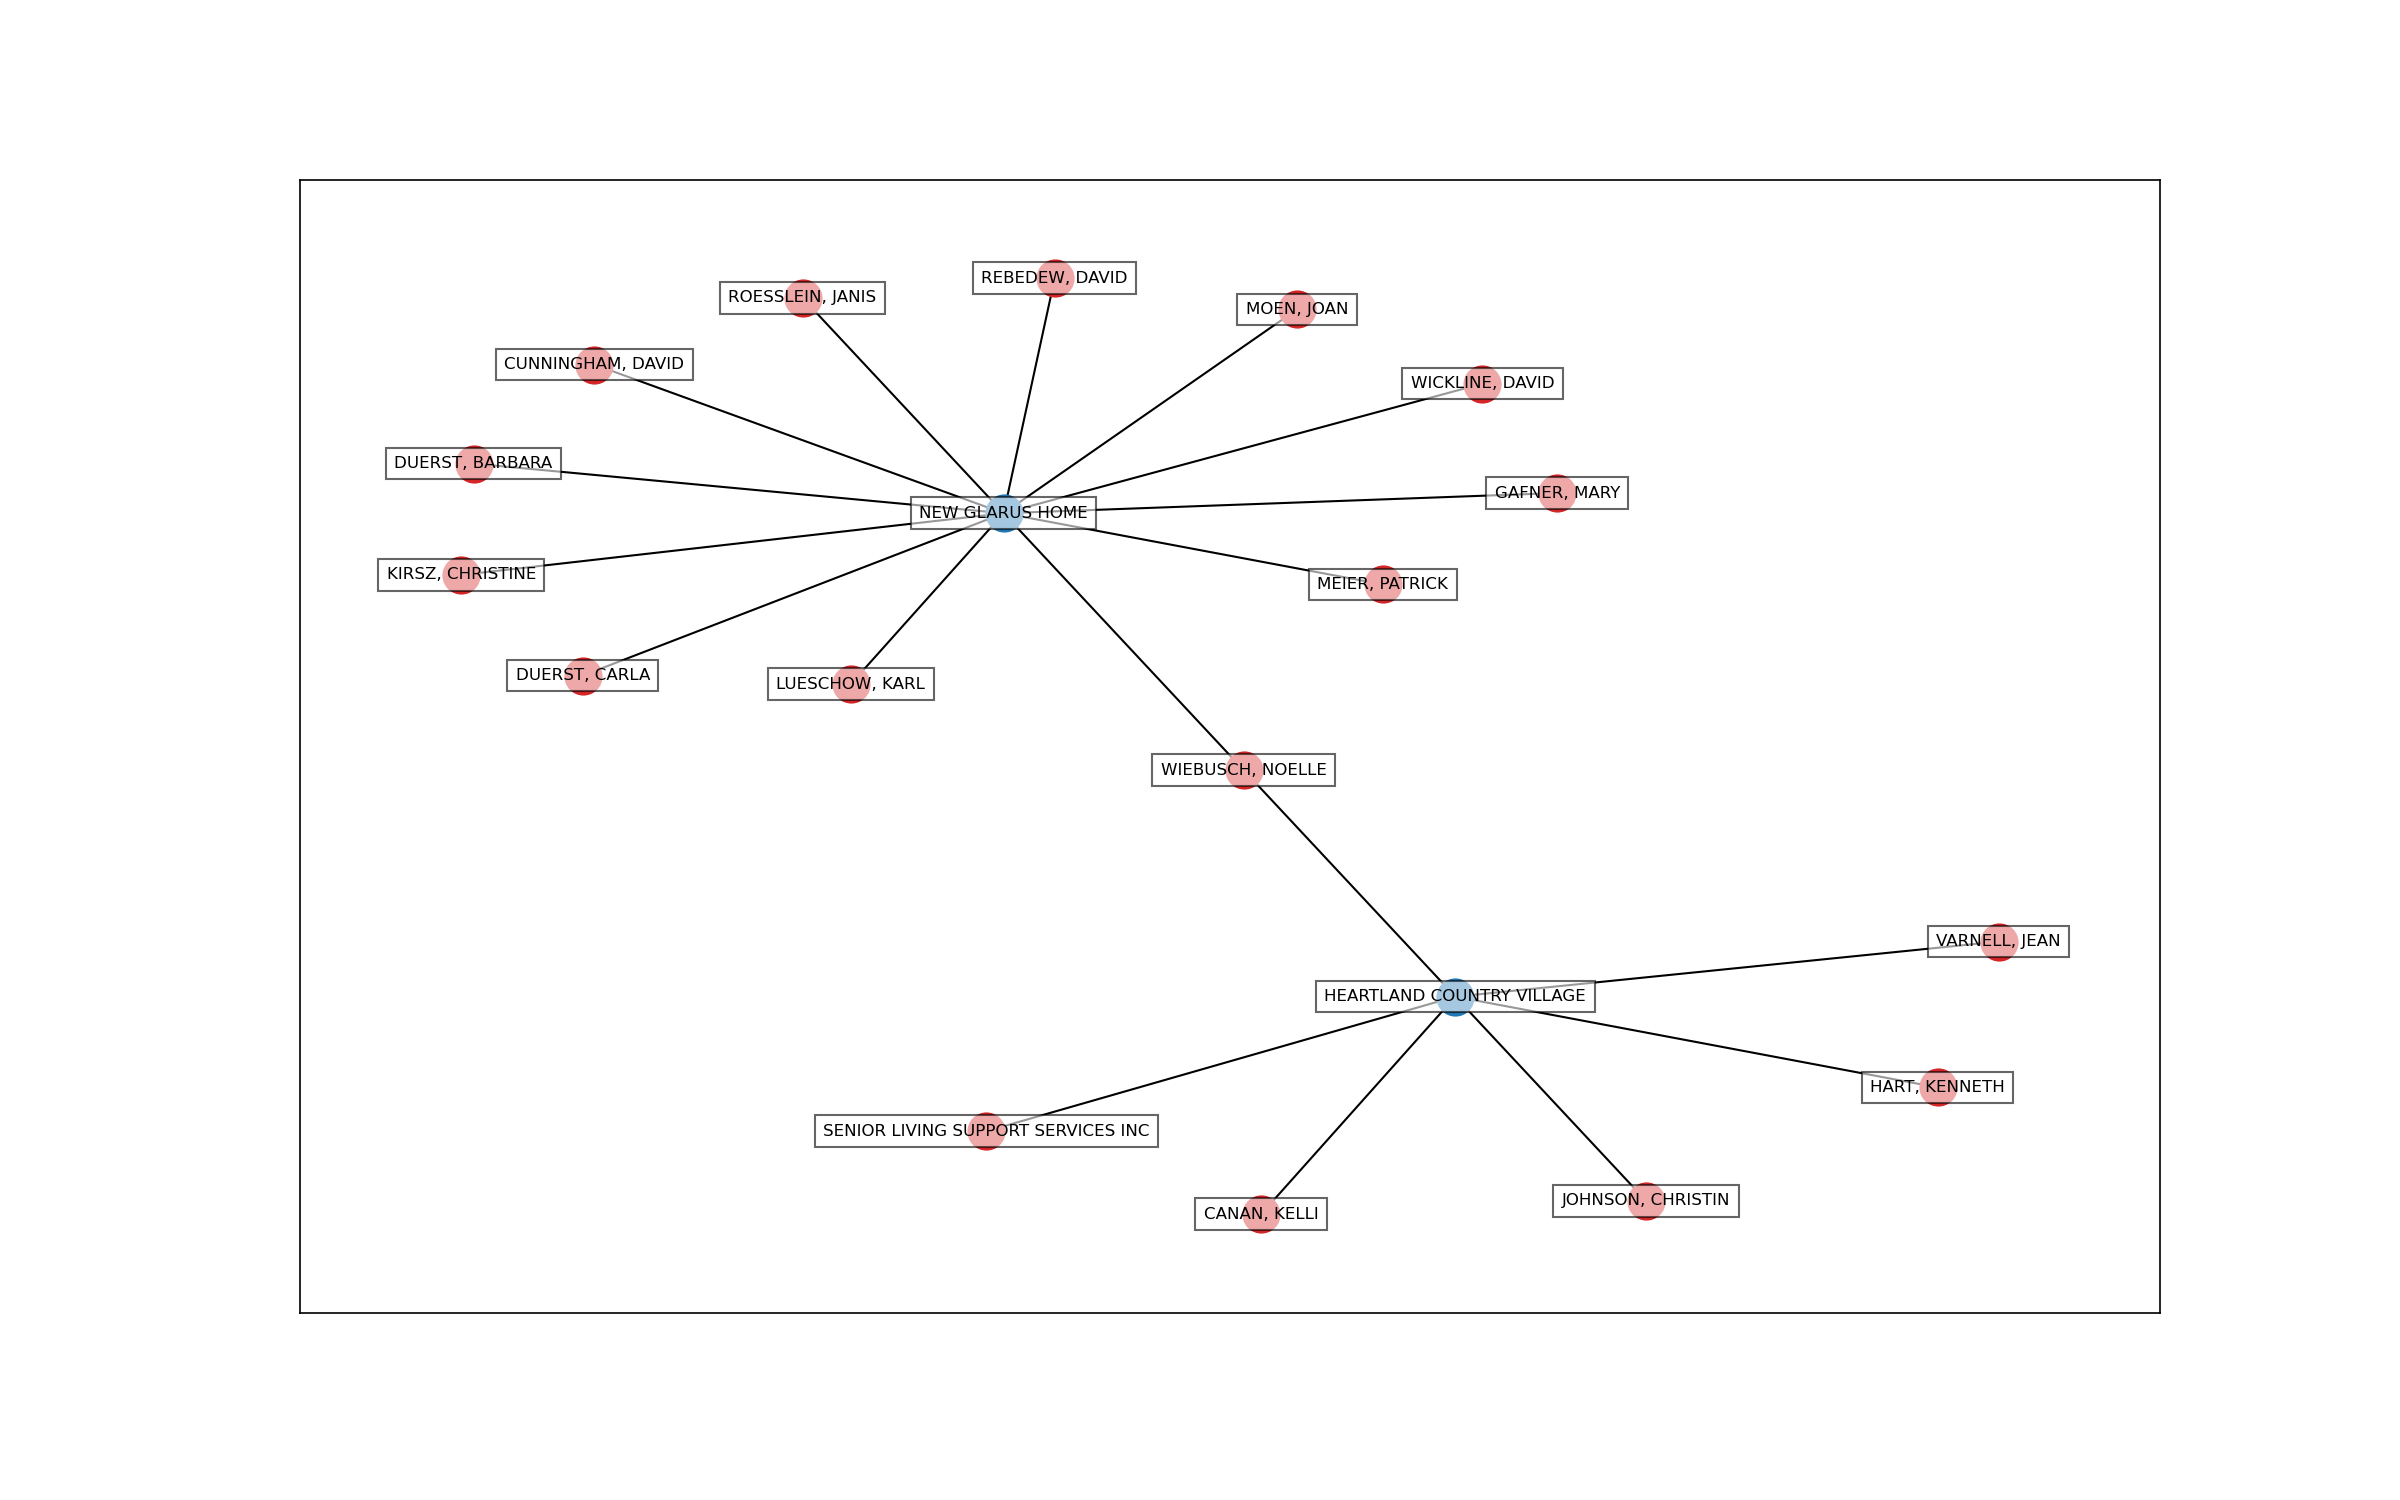 REBEDEW, DAVID
ROESSLEIN, JANIS
MOEN, JOAN
CUNNINGHAM, DAVID
WICKLINE, DAVID
DUERST, BARBARA
GAFNER, MARY
NEW GLARUS HOME
KIRSZ, CHRISTINE
MEIER, PATRICK
DUERST, CARLA
LUESCHOW, KARL
WIEBUSCH, NOELLE
VARNELL, JEAN
HEARTLAND COUNTRY VILLAGE
HART, KENNETH
SENIOR LIVING SUPPORT SERVICES INC
JOHNSON, CHRISTIN
CANAN, KELLI